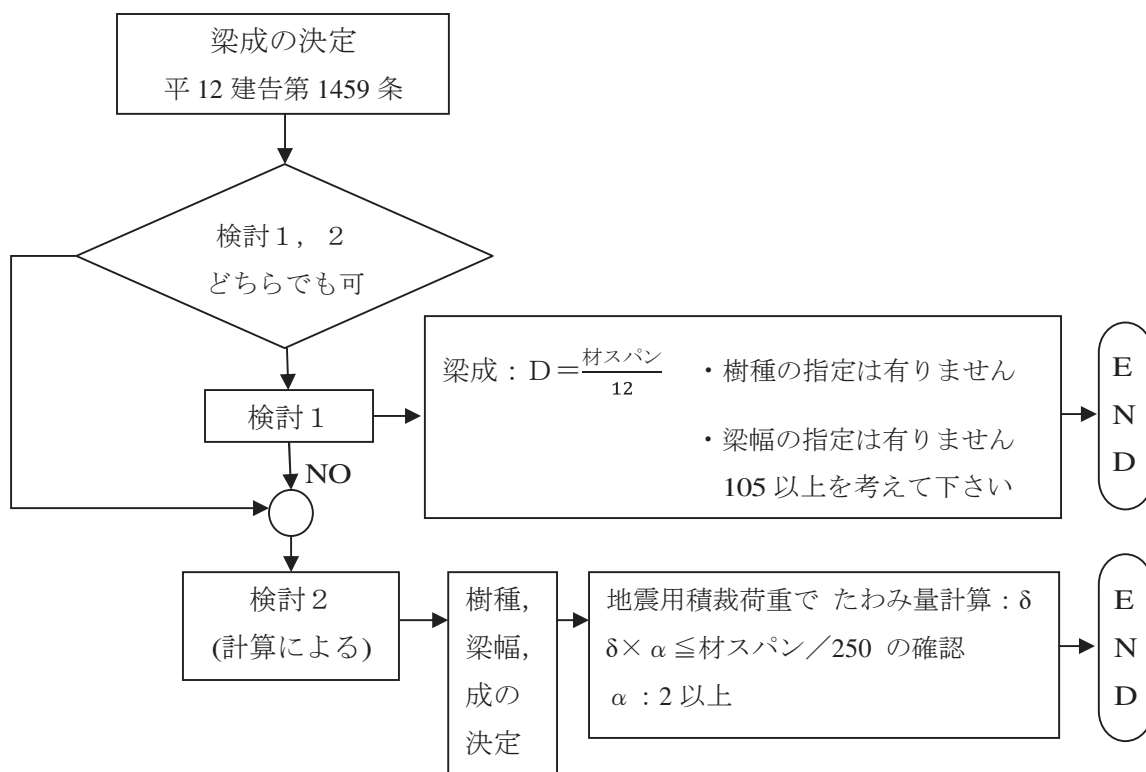 梁成の決定
平 12 建告第 1459 条
検討１，２
どちらでも可
検討１
NO
梁成：D＝材スパン/12
・樹種の指定は有りません
・梁幅の指定は有りません
105 以上を考えて下さい
E
N
D
検討２
(計算による)
樹種，
梁幅，
成の
決定
地震用積裁荷重で たわみ量計算：δ
δ× α≦材スパン／250 の確認
α：2 以上
E
N
D